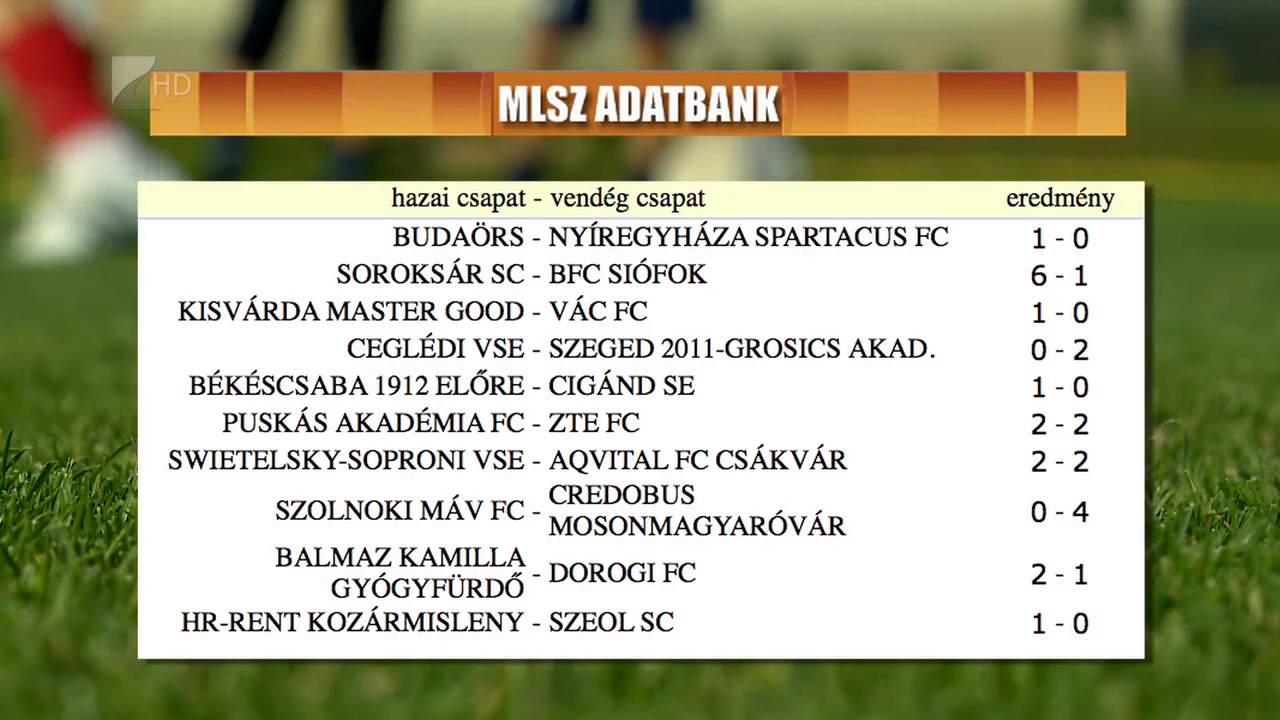 HD
MLSZ ADATBANK
hazai csapat - vendég csapat eredmény
BUDAÖRS - NYÍREGYHÁZA SPARTACUS FC 1 - 0
SOROKSÁR SC - BFC SIÓFOK 6 - 1
KISVÁRDA MASTER GOOD - VÁC FC 1 - 0
CEGLÉDI VSE - SZEGED 2011-GROSICS AKAD. 0 - 2
BÉKÉSCSABA 1912 ELŐRE - CIGÁND SE 1 - 0
PUSKÁS AKADÉMIA FC - ZTE FC 2 - 2
SWIETELSKY-SOPRONI VSE - AQVITAL FC CSÁKVÁR 2 - 2
SZOLNOKI MÁV FC - CREDOBUS
MOSONMAGYARÓVÁR 0 - 4
BALMAZ KAMILLA
GYÓGYFÜRDŐ - DOROGI FC 2 - 1
HR-RENT KOZÁRMISLENY - SZEOL SC 1 - 0